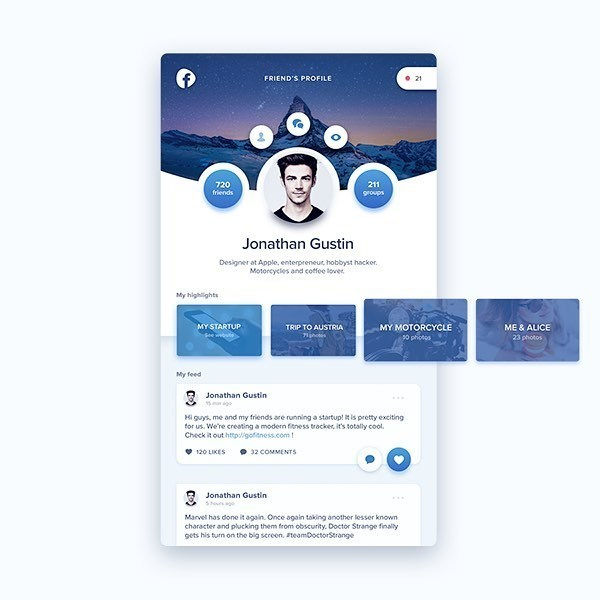 FRIEND'S PROFILE
21
720
friends
211
groups
Jonathan Gustin
Designer at Apple, enterpreneur, hobbyst hacker.
Motorcycles and coffee lover.
My highlights
MY STARTUP
See website
TRIP TO AUSTRIA
71 photos
MY MOTORCYCLE
10 photos
ME & ALICE
23 photos
My feed
Jonathan Gustin
15 min ago
Hi guys, me and my friends are running a startup! It is pretty exciting
for us. We're creating a modern fitness tracker, it's totally cool.
Check it out http://gofitness.com !
120 LIKES
32 COMMENTS
Jonathan Gustin
6 hours ago
Marvel has done it again. Once again taking another lesser known
character and plucking them from obscurity, Doctor Strange finally
gets his turn on the big screen. #teamDoctorStrange